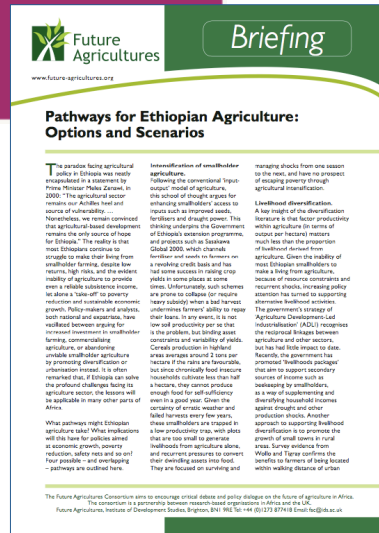 Future
Agricultures
Briefing
www.future-agricultures.org
Pathways for Ethiopian Agriculture:
Options and Scenarios
The paradox facing agricultural
policy in Ethiopia was neatly
encapsulated in a statement by
Prime Minister Meles Zenawi, in
2000: "The agricultural sector
remains our Achilles heel and
source of vulnerability. …
Nonetheless, we remain convinced
that agricultural-based development
remains the only source of hope
for Ethiopia." The reality is that
most Ethiopians continue to
struggle to make their living from
smallholder farming, despite low
returns, high risks, and the evident
inability of agriculture to provide
even a reliable subsistence income,
let alone a 'take-off' to poverty
reduction and sustainable economic
growth. Policy-makers and analysts,
both national and expatriate, have
vacillated between arguing for
increased investment in smallholder
farming, commercialising
agriculture, or abandoning
unviable smallholder agriculture
by promoting diversification or
urbanisation instead. It is often
remarked that, if Ethiopia can solve
the profound challenges facing its
agriculture sector, the lessons will
be applicable in many other parts of
Africa.
What pathways might Ethiopian
agriculture take? What implications
will this have for policies aimed
at economic growth, poverty
reduction, safety nets and so on?
Four possible – and overlapping
– pathways are outlined here.
Intensification of smallholder
agriculture.
Following the conventional 'input-
output' model of agriculture,
this school of thought argues for
enhancing smallholders' access to
inputs such as improved seeds,
fertilisers and draught power. This
thinking underpins the Government
of Ethiopia's extension programme,
and projects such as Sasakawa
Global 2000, which channels
fertiliser and seeds to farmers on
a revolving credit basis and has
had some success in raising crop
yields in some places at some
times. Unfortunately, such schemes
are prone to collapse (or require
heavy subsidy) when a bad harvest
undermines farmers' ability to repay
their loans. In any event, it is not
low soil productivity per se that
is the problem, but binding asset
constraints and variability of yields.
Cereals production in highland
areas averages around 2 tons per
hectare if the rains are favourable,
but since chronically food insecure
households cultivate less than half
a hectare, they cannot produce
enough food for self-sufficiency
even in a good year. Given the
certainty of erratic weather and
failed harvests every few years,
these smallholders are trapped in
a low productivity trap, with plots
that are too small to generate
livelihoods from agriculture alone,
and recurrent pressures to convert
their dwindling assets into food.
They are focused on surviving and
managing shocks from one season
to the next, and have no prospect
of escaping poverty through
agricultural intensification.
Livelihood diversification.
A key insight of the diversification
literature is that factor productivity
within agriculture (in terms of
output per hectare) matters
much less than the proportion
of livelihood derived from
agriculture. Given the inability of
most Ethiopian smallholders to
make a living from agriculture,
because of resource constraints and
recurrent shocks, increasing policy
attention has turned to supporting
alternative livelihood activities.
The government's strategy of
'Agriculture Development-Led
Industrialisation' (ADLI) recognises
the reciprocal linkages between
agriculture and other sectors,
but has had little impact to date.
Recently, the government has
promoted 'livelihoods packages'
that aim to support secondary
sources of income such as
beekeeping by smallholders,
as a way of supplementing and
diversifying household incomes
against drought and other
production shocks. Another
approach to supporting livelihood
diversification is to promote the
growth of small towns in rural
areas. Survey evidence from
Wollo and Tigray confirms the
benefits to farmers of being located
within walking distance of urban
The Future Agricultures Consortium aims to encourage critical debate and policy dialogue on the future of agriculture in Africa.
The consortium is a partnership between research-based organisations in Africa and the UK.
Future Agricultures, Institute of Development Studies, Brighton, BN1 9RE Tel: +44 (0)1273 877418 Email: fac@ids.ac.uk